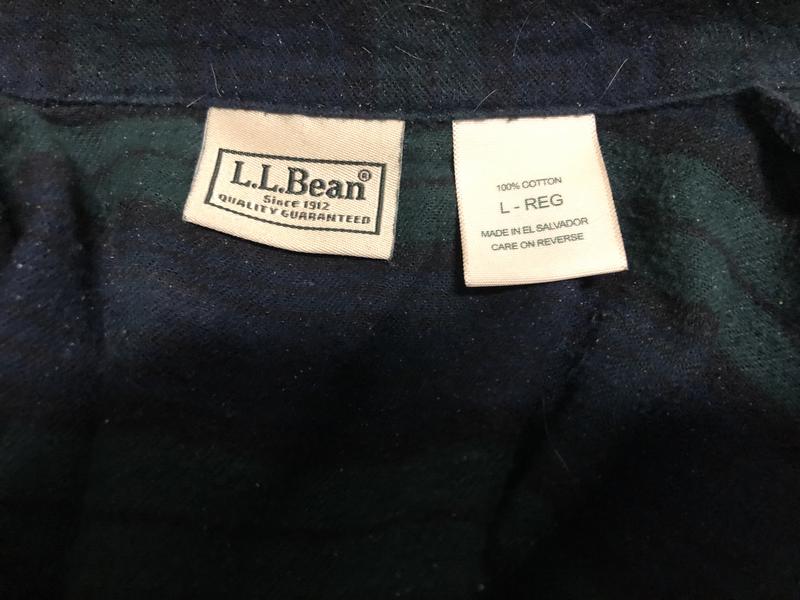 L.L.Bean®
Since 1912
QUALITY GUARANTEED
100% COTTON
L - REG
MADE IN EL SALVADOR
CARE ON REVERSE